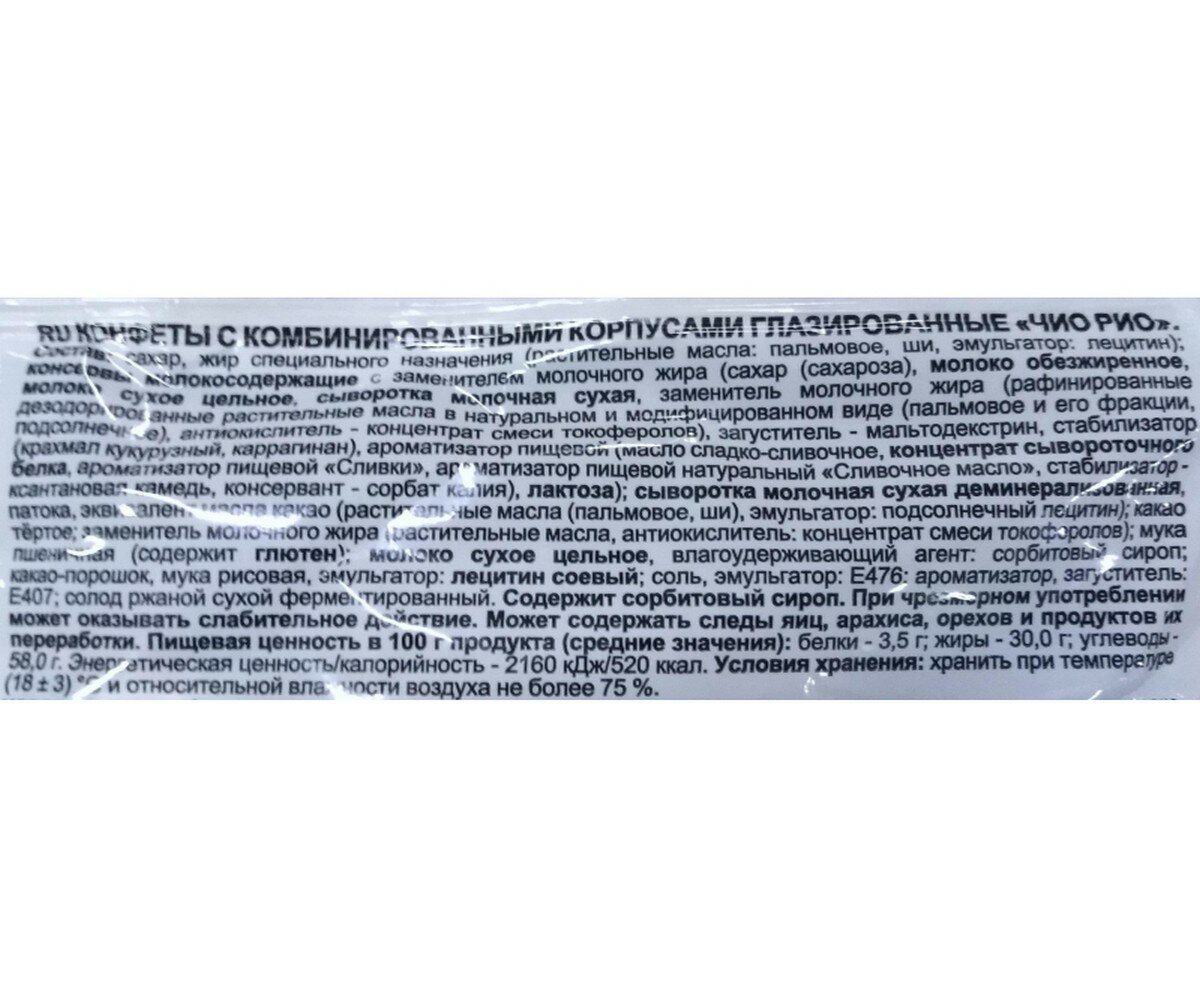 RU КОНФЕТЫ С КОМБИНИРОВАННЫМИ КОРПУСАМИ ГЛАЗИРОВАННЫЕ «ЧИО РИО».
Состав: сахар, жир специального назначения (растительные масла: пальмовое, ши, эмульгатор: лецитин);
консервы молокосодержащие с заменителем молочного жира (сахар (сахароза), молоко обезжиренное,
молоко сухое цельное, сыворотка молочная сухая, заменитель молочного жира (рафинированные
дезодорированные растительные масла в натуральном и модифицированном виде (пальмовое и его фракции,
подсолнечное), антиокислитель - концентрат смеси токоферолов), загуститель - мальтодекстрин, стабилизатор
(крахмал кукурузный, каррагинан), ароматизатор пищевой (масло сладко-сливочное, концентрат сывороточного
белка, ароматизатор пищевой «Сливки», ароматизатор пищевой натуральный «Сливочное масло», стабилизатор -
ксантановая камедь, консервант - сорбат калия), лактоза); сыворотка молочная сухая деминерализованная,
патока, эквивалент масла какао (растительные масла (пальмовое, ши), эмульгатор: подсолнечный лецитин); какао
тёртое; заменитель молочного жира (растительные масла, антиокислитель: концентрат смеси токоферолов); мука
пшеничная (содержит глютен); молоко сухое цельное, влагоудерживающий агент: сорбитовый сироп;
какао-порошок, мука рисовая, эмульгатор: лецитин соевый; соль, эмульгатор: Е476; ароматизатор, загуститель:
Е407; солод ржаной сухой ферментированный. Содержит сорбитовый сироп. При чрезмерном употреблении
может оказывать слабительное действие. Может содержать следы яиц, арахиса, орехов и продуктов их
переработки. Пищевая ценность в 100 г продукта (средние значения): белки - 3,5 г; жиры - 30,0 г; углеводы -
58,0 г. Энергетическая ценность/калорийность - 2160 кДж/520 ккал. Условия хранения: хранить при температуре
(18 ± 3) °С и относительной влажности воздуха не более 75 %.